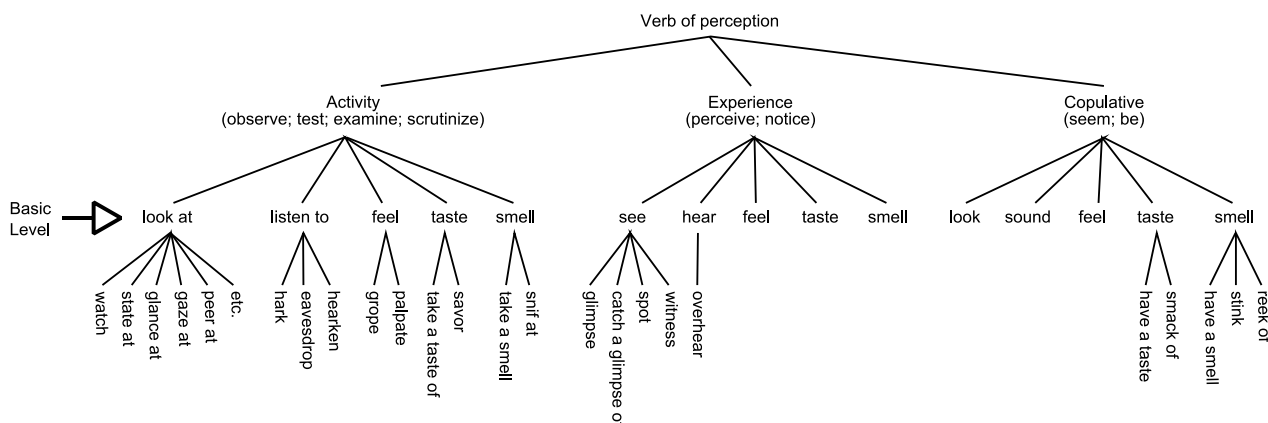 Verb of perception
Activity
(observe; test; examine; scrutinize)
Experience
(perceive; notice)
Copulative
(seem; be)
Basic
Level
look at
listen to
feel
taste
smell
see
hear
feel
taste
smell
look
sound
feel
taste
smell
watch
state at
glance at
gaze at
peer at
etc.
hark
eavesdrop
hearken
grope
palpate
take a taste of
savor
take a smell
snif at
glimpse
catch a glimpse o
spot
witness
overhear
have a taste
smack of
have a smell
stink
reek of